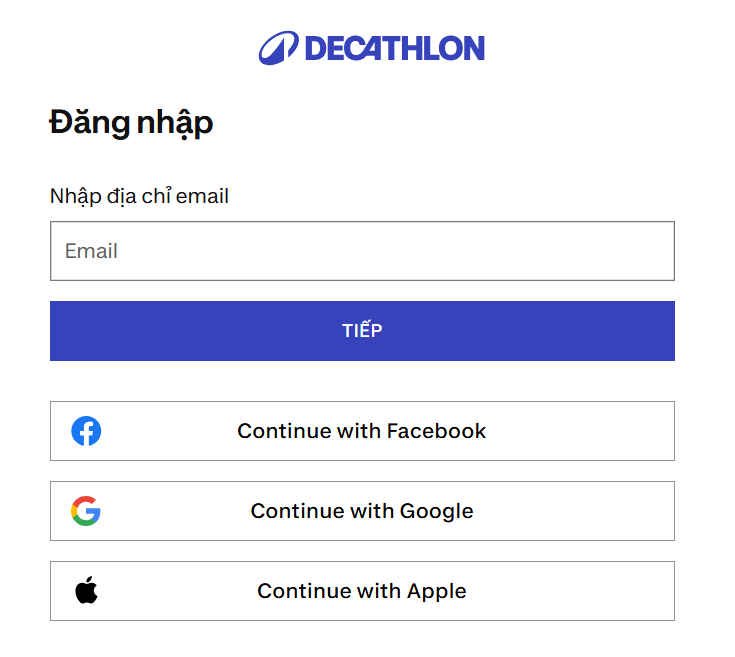 DECATHLON
Đăng nhập
Nhập địa chỉ email
Email
TIẾP
Continue with Facebook
Continue with Google
Continue with Apple